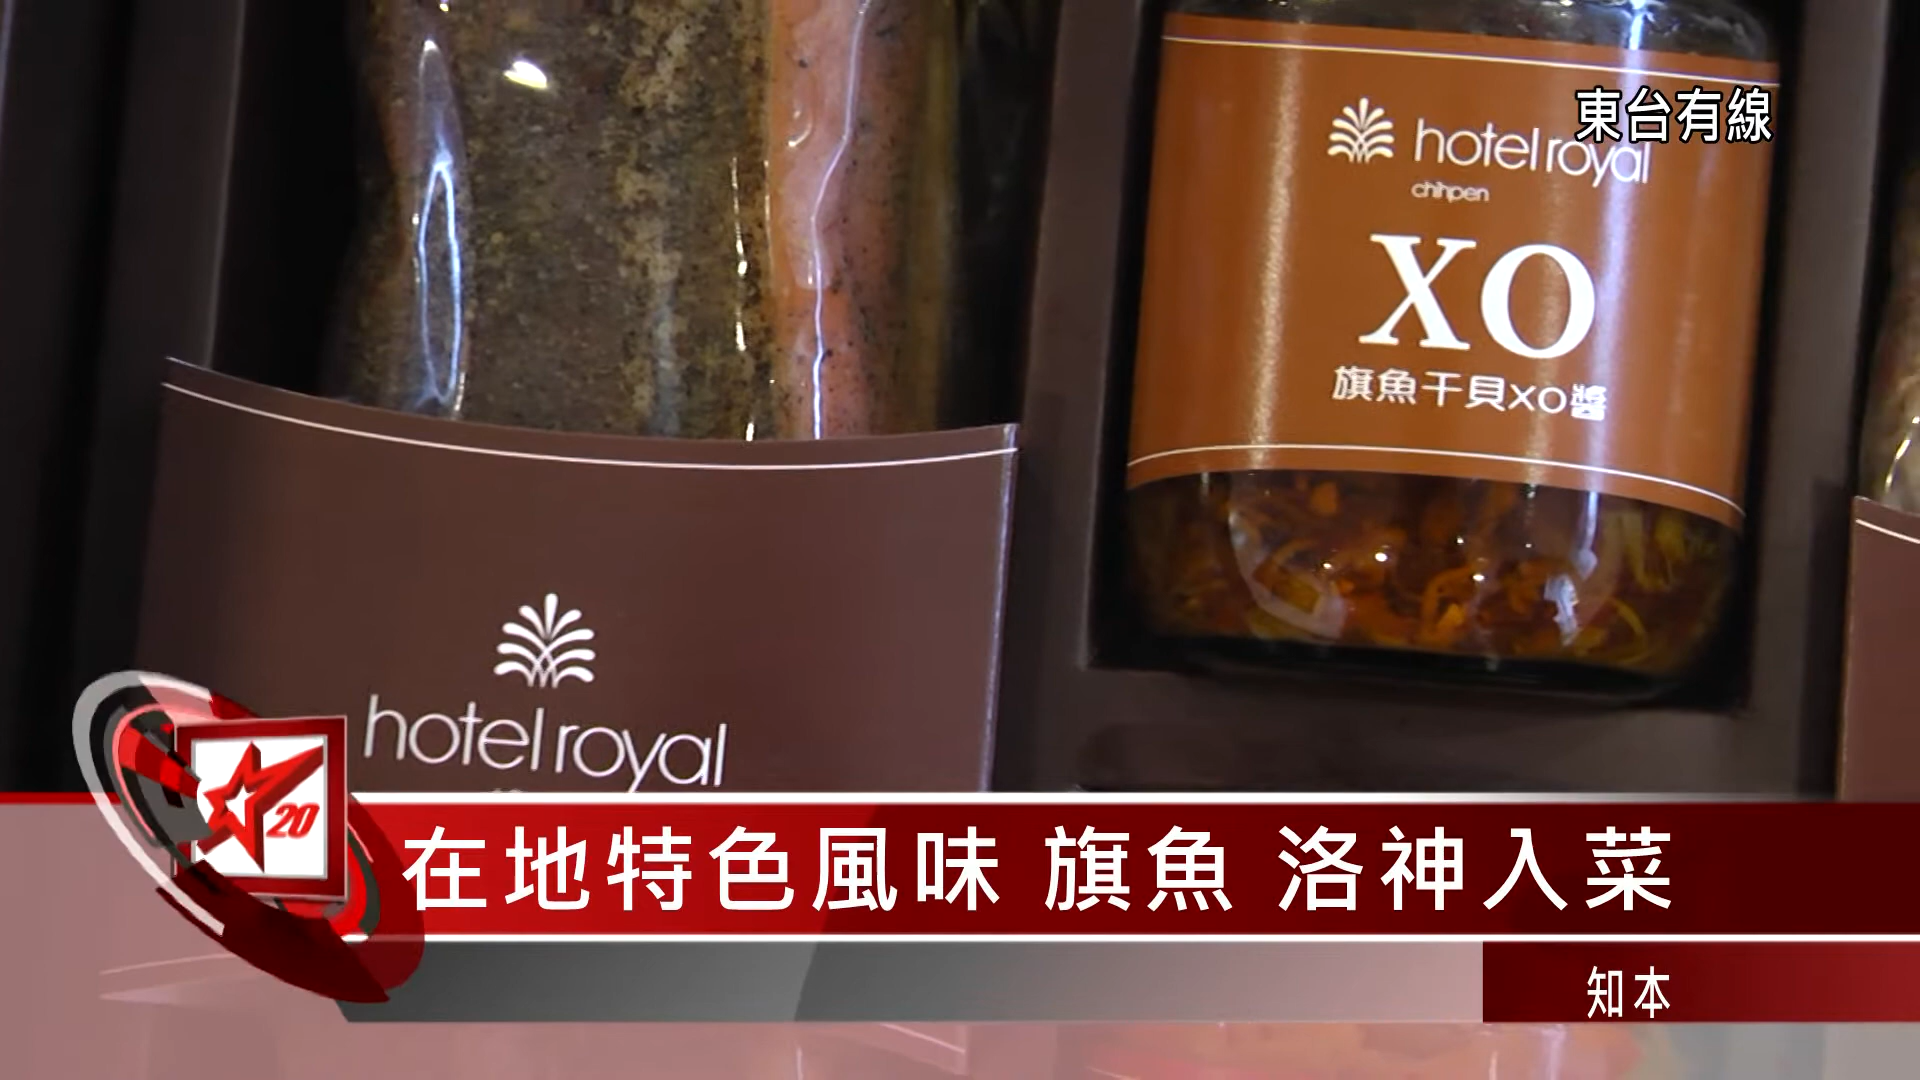 東台有線
hotel royal
chihpen
XO
旗魚干貝XO醬
hotel royal
20
在地特色風味 旗魚 洛神入菜
知本